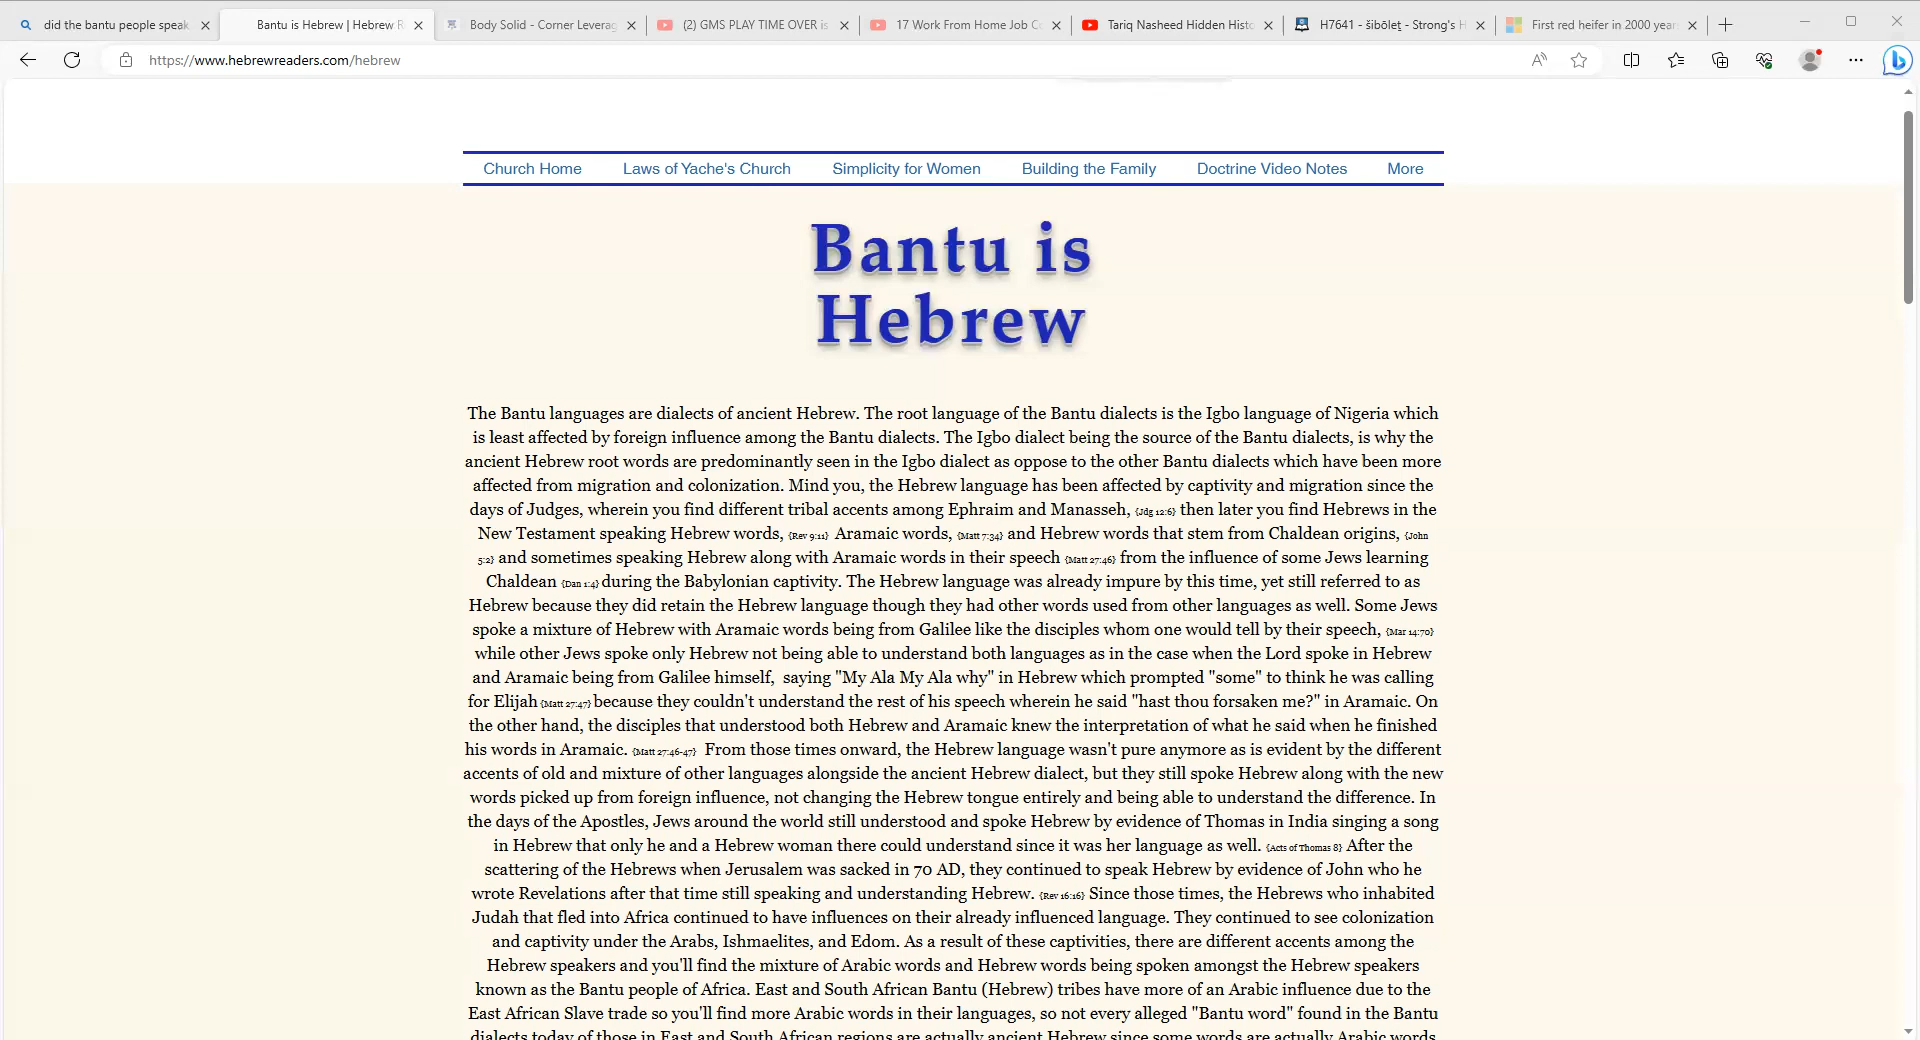 did the bantu people speak
Bantu is Hebrew | Hebrew R
Body Solid - Corner Leverag
(2) GMS PLAY TIME OVER is
17 Work From Home Job Co
Tariq Nasheed Hidden Histo
H7641 - šibōleṯ - Strong's H
First red heifer in 2000 years
https://www.hebrewreaders.com/hebrew
Church Home Laws of Yache's Church Simplicity for Women Building the Family Doctrine Video Notes More
Bantu is
Hebrew
The Bantu languages are dialects of ancient Hebrew. The root language of the Bantu dialects is the Igbo language of Nigeria which
is least affected by foreign influence among the Bantu dialects. The Igbo dialect being the source of the Bantu dialects, is why the
ancient Hebrew root words are predominantly seen in the Igbo dialect as oppose to the other Bantu dialects which have been more
affected from migration and colonization. Mind you, the Hebrew language has been affected by captivity and migration since the
days of Judges, wherein you find different tribal accents among Ephraim and Manasseh, {Jdg 12:6} then later you find Hebrews in the
New Testament speaking Hebrew words, {Rev 9:11} Aramaic words, {Matt 7:34} and Hebrew words that stem from Chaldean origins, {John
5:2} and sometimes speaking Hebrew along with Aramaic words in their speech {Matt 27:46} from the influence of some Jews learning
Chaldean {Dan 1:4} during the Babylonian captivity. The Hebrew language was already impure by this time, yet still referred to as
Hebrew because they did retain the Hebrew language though they had other words used from other languages as well. Some Jews
spoke a mixture of Hebrew with Aramaic words being from Galilee like the disciples whom one would tell by their speech, {Mar 14:70}
while other Jews spoke only Hebrew not being able to understand both languages as in the case when the Lord spoke in Hebrew
and Aramaic being from Galilee himself, saying "My Ala My Ala why" in Hebrew which prompted "some" to think he was calling
for Elijah {Matt 27:47} because they couldn't understand the rest of his speech wherein he said "hast thou forsaken me?" in Aramaic. On
the other hand, the disciples that understood both Hebrew and Aramaic knew the interpretation of what he said when he finished
his words in Aramaic. {Matt 27:46-47} From those times onward, the Hebrew language wasn't pure anymore as is evident by the different
accents of old and mixture of other languages alongside the ancient Hebrew dialect, but they still spoke Hebrew along with the new
words picked up from foreign influence, not changing the Hebrew tongue entirely and being able to understand the difference. In
the days of the Apostles, Jews around the world still understood and spoke Hebrew by evidence of Thomas in India singing a song
in Hebrew that only he and a Hebrew woman there could understand since it was her language as well. {Acts of Thomas 8} After the
scattering of the Hebrews when Jerusalem was sacked in 70 AD, they continued to speak Hebrew by evidence of John who he
wrote Revelations after that time still speaking and understanding Hebrew. {Rev 16:16} Since those times, the Hebrews who inhabited
Judah that fled into Africa continued to have influences on their already influenced language. They continued to see colonization
and captivity under the Arabs, Ishmaelites, and Edom. As a result of these captivities, there are different accents among the
Hebrew speakers and you'll find the mixture of Arabic words and Hebrew words being spoken amongst the Hebrew speakers
known as the Bantu people of Africa. East and South African Bantu (Hebrew) tribes have more of an Arabic influence due to the
East African Slave trade so you'll find more Arabic words in their languages, so not every alleged "Bantu word" found in the Bantu
dialects today of those in East and South African regions are actually ancient Hebrew since some words are actually Arabic words